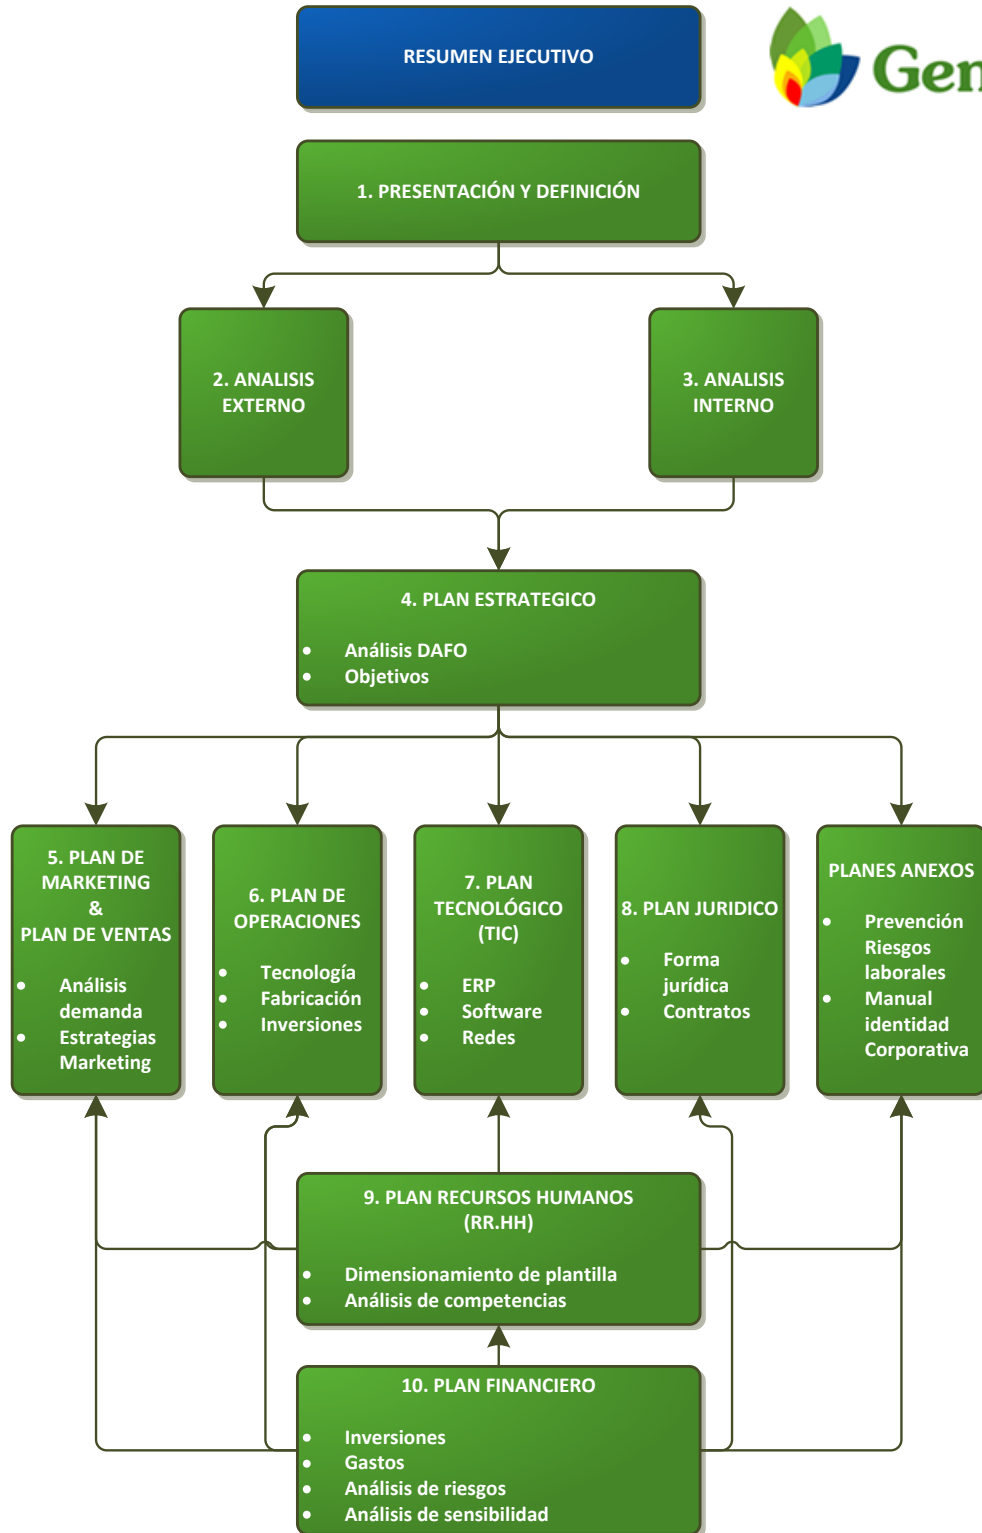 RESUMEN EJECUTIVO
Gen
1. PRESENTACIÓN Y DEFINICIÓN
2. ANALISIS
EXTERNO
3. ANALISIS
INTERNO
4. PLAN ESTRATEGICO
• Análisis DAFO
• Objetivos
5. PLAN DE
MARKETING
&
PLAN DE VENTAS
• Análisis
demanda
• Estrategias
Marketing
6. PLAN DE
OPERACIONES
• Tecnología
• Fabricación
• Inversiones
7. PLAN
TECNOLÓGICO
(TIC)
• ERP
• Software
• Redes
8. PLAN JURIDICO
• Forma
jurídica
• Contratos
PLANES ANEXOS
• Prevención
Riesgos
laborales
• Manual
identidad
Corporativa
9. PLAN RECURSOS HUMANOS
(RR.HH)
• Dimensionamiento de plantilla
• Análisis de competencias
10. PLAN FINANCIERO
• Inversiones
• Gastos
• Análisis de riesgos
• Análisis de sensibilidad